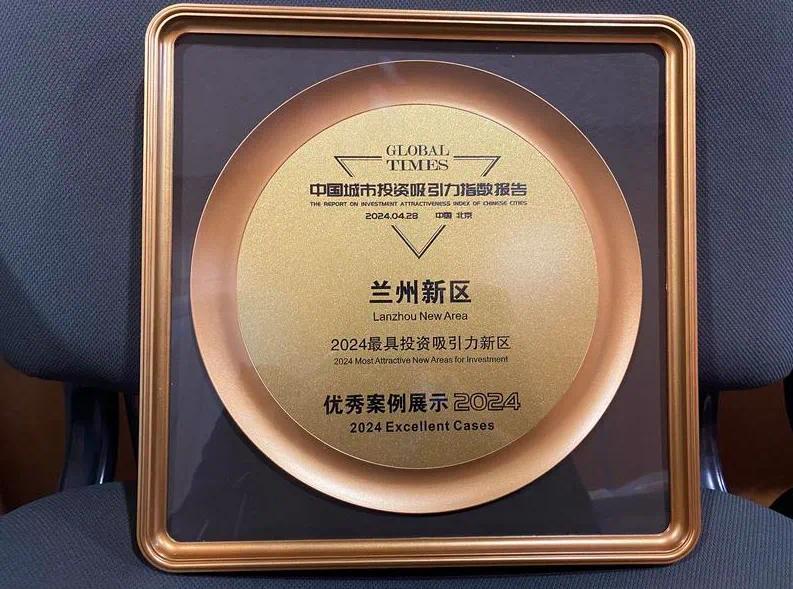 GLOBAL
TIMES
中国城市投资吸引力指数报告
THE REPORT ON INVESTMENT ATTRACTIVENESS INDEX OF CHINESE CITIES
2024.04.28 中国 北京
兰州新区
Lanzhou New Area
2024最具投资吸引力新区
2024 Most Attractive New Areas for Investment
优秀案例展示 2024
2024 Excellent Cases